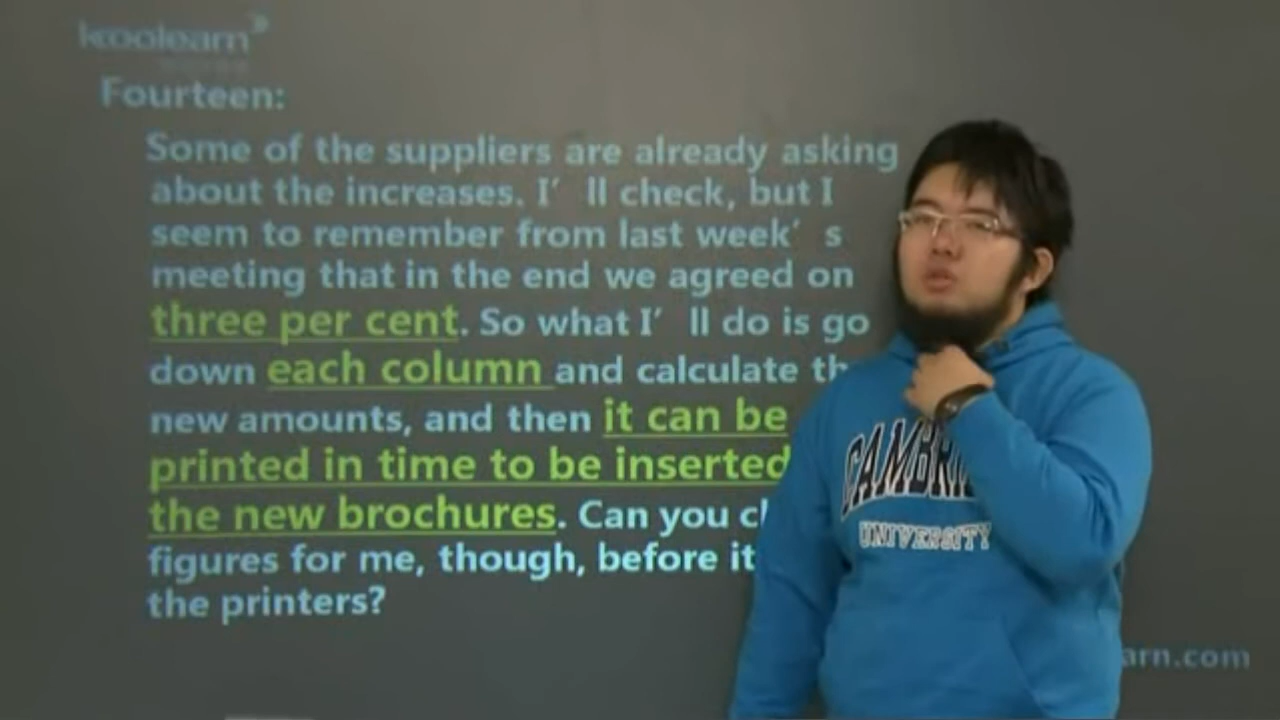 koolearn
Fourteen:
Some of the suppliers are already asking
about the increases. I' ll check, but I
seem to remember from last week' s
meeting that in the end we agreed on
three per cent. So what I' ll do is go
down each column and calculate
new amounts, and then it can be
printed in time to be inserted
the new brochures. Can you
figures for me, though, before it
the printers?
CAMBRI
UNIVERSITY
arn.com